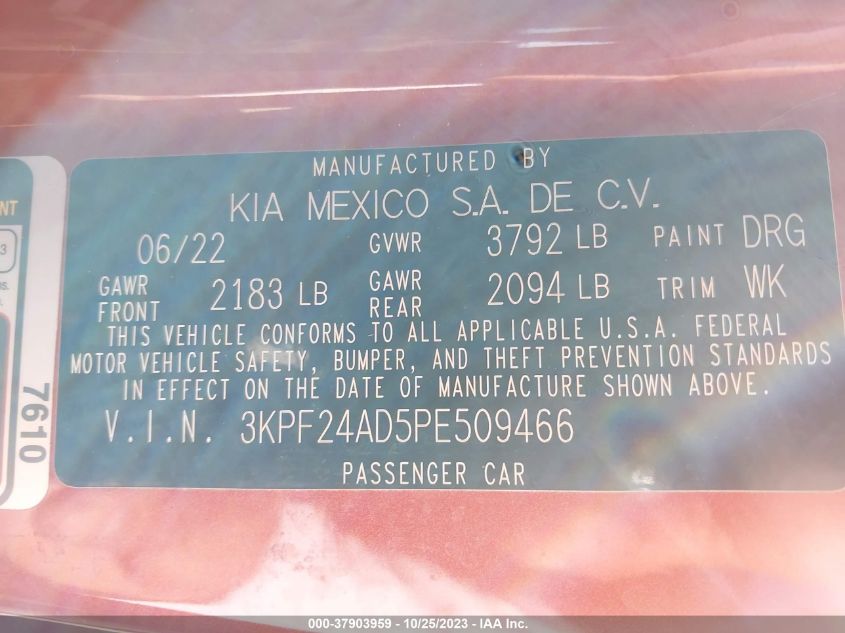 MANUFACTURED BY
KIA MEXICO S.A. DE C.V.
06/22 GVWR 3792 LB PAINT DRG
GAWR FRONT 2183 LB GAWR REAR 2094 LB TRIM WK
THIS VEHICLE CONFORMS TO ALL APPLICABLE U.S.A. FEDERAL
MOTOR VEHICLE SAFETY, BUMPER, AND THEFT PREVENTION STANDARDS
IN EFFECT ON THE DATE OF MANUFACTURE SHOWN ABOVE.
V.I.N. 3KPF24AD5PE509466
PASSENGER CAR
NT
3
7610
000-37903959 - 10/25/2023 - IAA Inc.